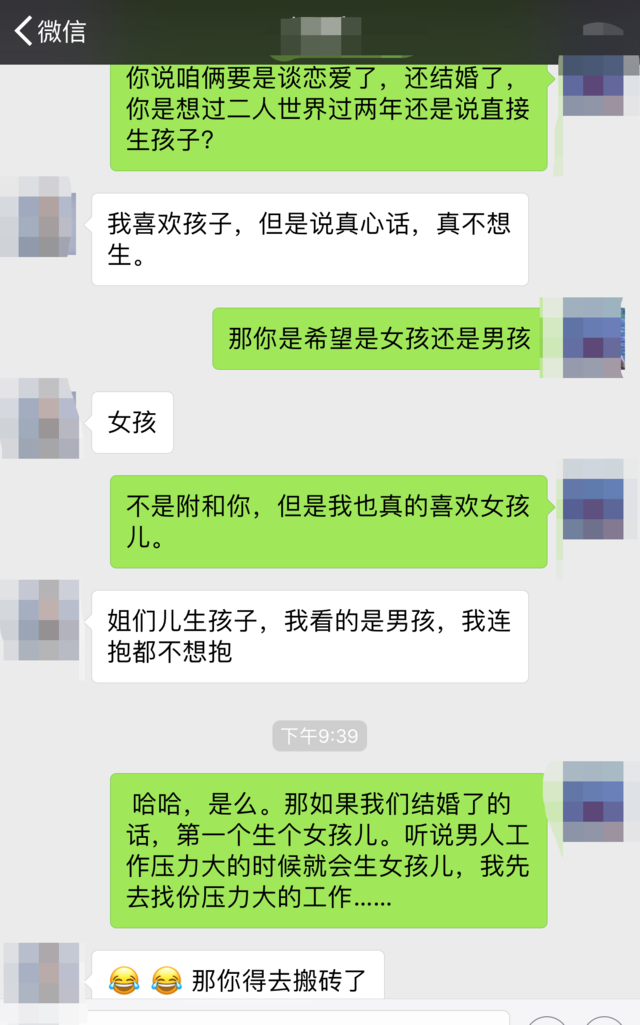 微信
你说咱俩要是谈恋爱了，还结婚了，
你是想过二人世界过两年还是说直接
生孩子？
我喜欢孩子，但是说真心话，真不想
生。
那你是希望是女孩还是男孩
女孩
不是附和你，但是我也真的喜欢女孩
儿。
姐们儿生孩子，我看的是男孩，我连
抱都不想抱
下午9:39
哈哈，是么。那如果我们结婚了的
话，第一个生个女孩儿。听说男人工
作压力大的时候就会生女孩儿，我先
去找份压力大的工作......
😂 😂 那你得去搬砖了